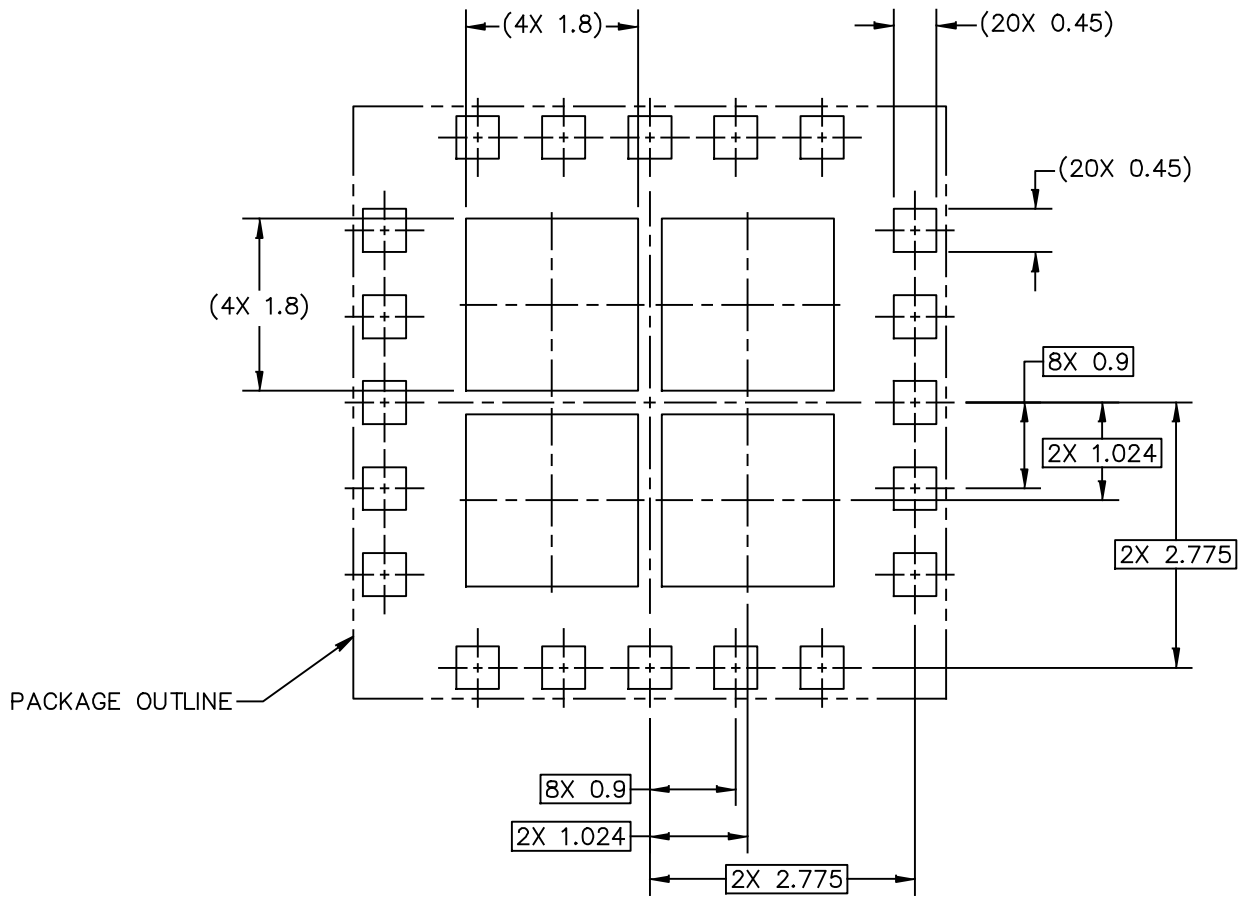 (4X 1.8)
(20X 0.45)
(20X 0.45)
(4X 1.8)
8X 0.9
2X 1.024
2X 2.775
PACKAGE OUTLINE
8X 0.9
2X 1.024
2X 2.775